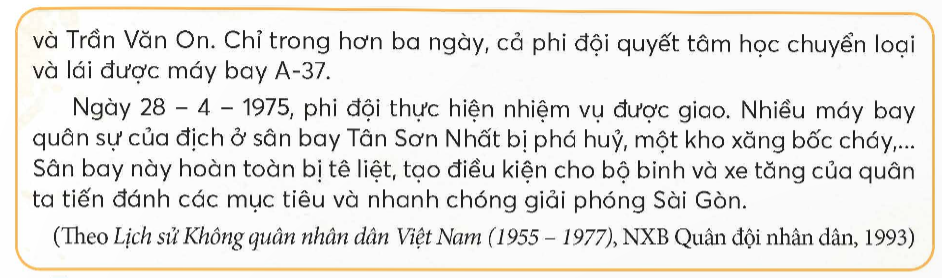 và Trần Văn On. Chỉ trong hơn ba ngày, cả phi đội quyết tâm học chuyển loại
và lái được máy bay A-37.
Ngày 28 – 4 – 1975, phi đội thực hiện nhiệm vụ được giao. Nhiều máy bay
quân sự của địch ở sân bay Tân Sơn Nhất bị phá huỷ, một kho xăng bốc cháy,...
Sân bay này hoàn toàn bị tê liệt, tạo điều kiện cho bộ binh và xe tăng của quân
ta tiến đánh các mục tiêu và nhanh chóng giải phóng Sài Gòn.
(Theo Lịch sử Không quân nhân dân Việt Nam (1955 – 1977), NXB Quân đội nhân dân, 1993)